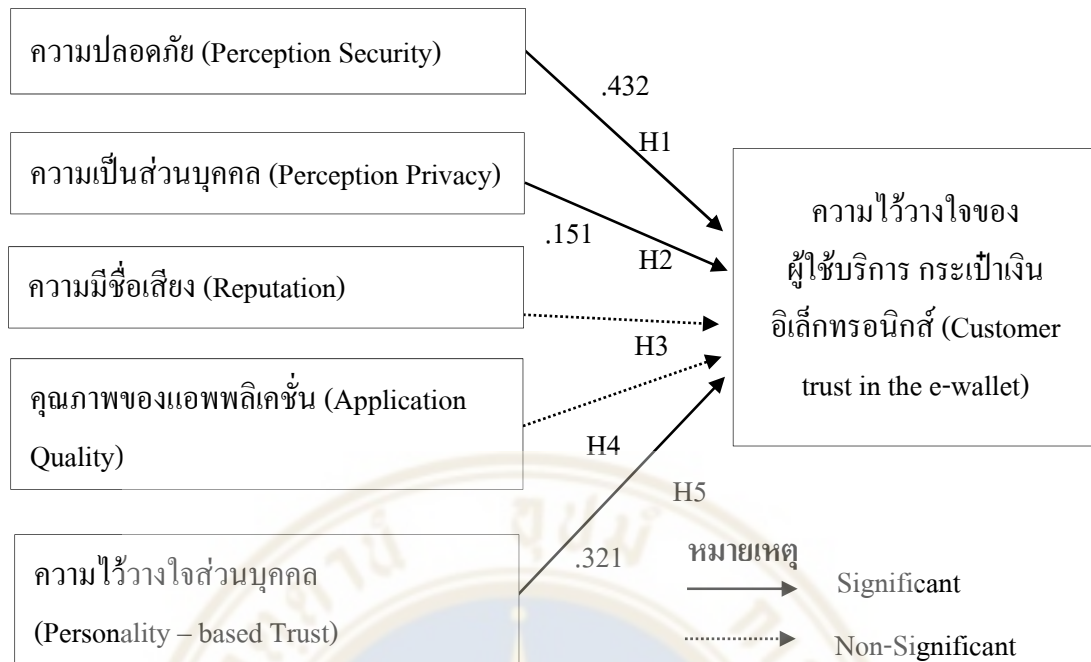 ความปลอดภัย (Perception Security)
.432
H1
ความเป็นส่วนบุคคล (Perception Privacy)
.151
H2
ความมีชื่อเสียง (Reputation)
H3
คุณภาพของแอพพลิเคชั่น (Application
Quality)
H4
H5
ความไว้วางใจส่วนบุคคล
(Personality – based Trust)
.321
ความไว้วางใจของ
ผู้ใช้บริการ กระเป๋าเงิน
อิเล็กทรอนิกส์ (Customer
trust in the e-wallet)
หมายเหตุ
Significant
Non-Significant